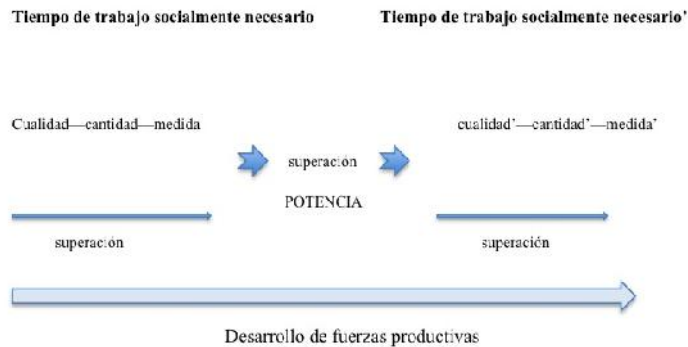 Tiempo de trabajo socialmente necesario
Tiempo de trabajo socialmente necesario'
Cualidad—cantidad—medida
cualidad'—cantidad'—medida'
superación
POTENCIA
superación
superación
Desarrollo de fuerzas productivas